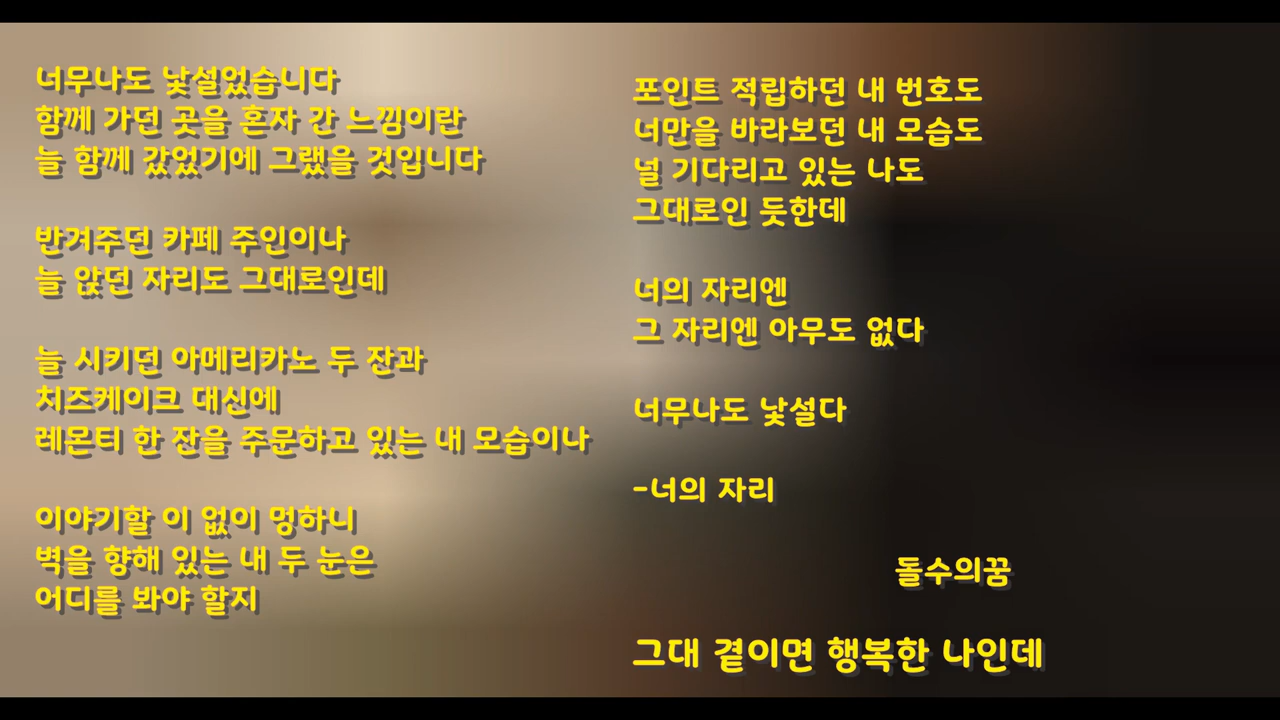 너무나도 낯설었습니다
함께 가던 곳을 혼자 간 느낌이란
늘 함께 갔었기에 그랬을 것입니다
반겨주던 카페 주인이나
늘 앉던 자리도 그대로인데
늘 시키던 아메리카노 두 잔과
치즈케이크 대신에
레몬티 한 잔을 주문하고 있는 내 모습이나
이야기할 이 없이 멍하니
벽을 향해 있는 내 두 눈은
어디를 봐야 할지
포인트 적립하던 내 번호도
너만을 바라보던 내 모습도
널 기다리고 있는 나도
그대로인 듯한데
너의 자리엔
그 자리엔 아무도 없다
너무나도 낯설다
-너의 자리
돌수의꿈
그대 곁이면 행복한 나인데